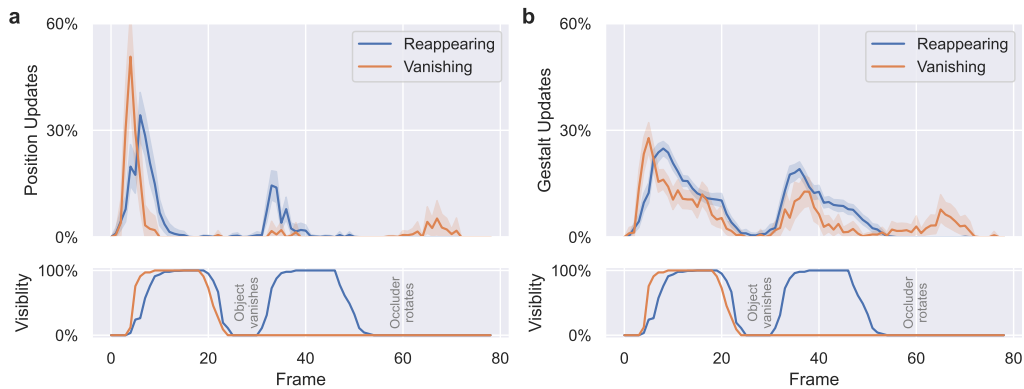 a
60%
30%
0%
Position Updates
Reappearing
Vanishing
100%
0%
Visiblity
Object
vanishes
Occluder
rotates
0
20
40
60
80
Frame
b
60%
30%
0%
Gestalt Updates
Reappearing
Vanishing
100%
0%
Visiblity
Object
vanishes
Occluder
rotates
0
20
40
60
80
Frame